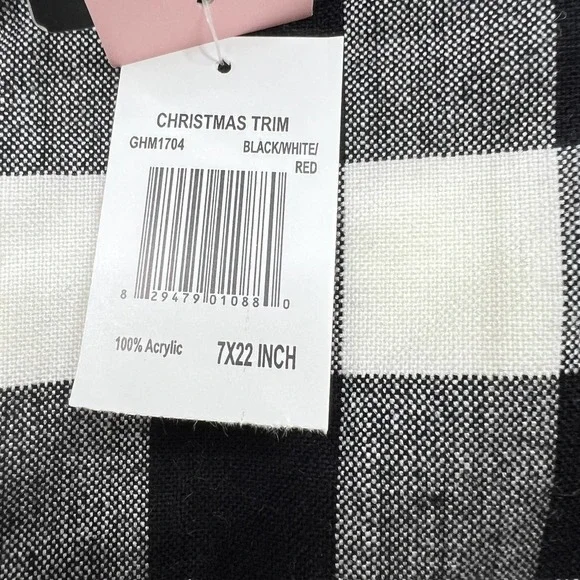 CHRISTMAS TRIM
GHM1704 BLACK/WHITE/
RED
8 29479 01088 0
100% Acrylic 7X22 INCH